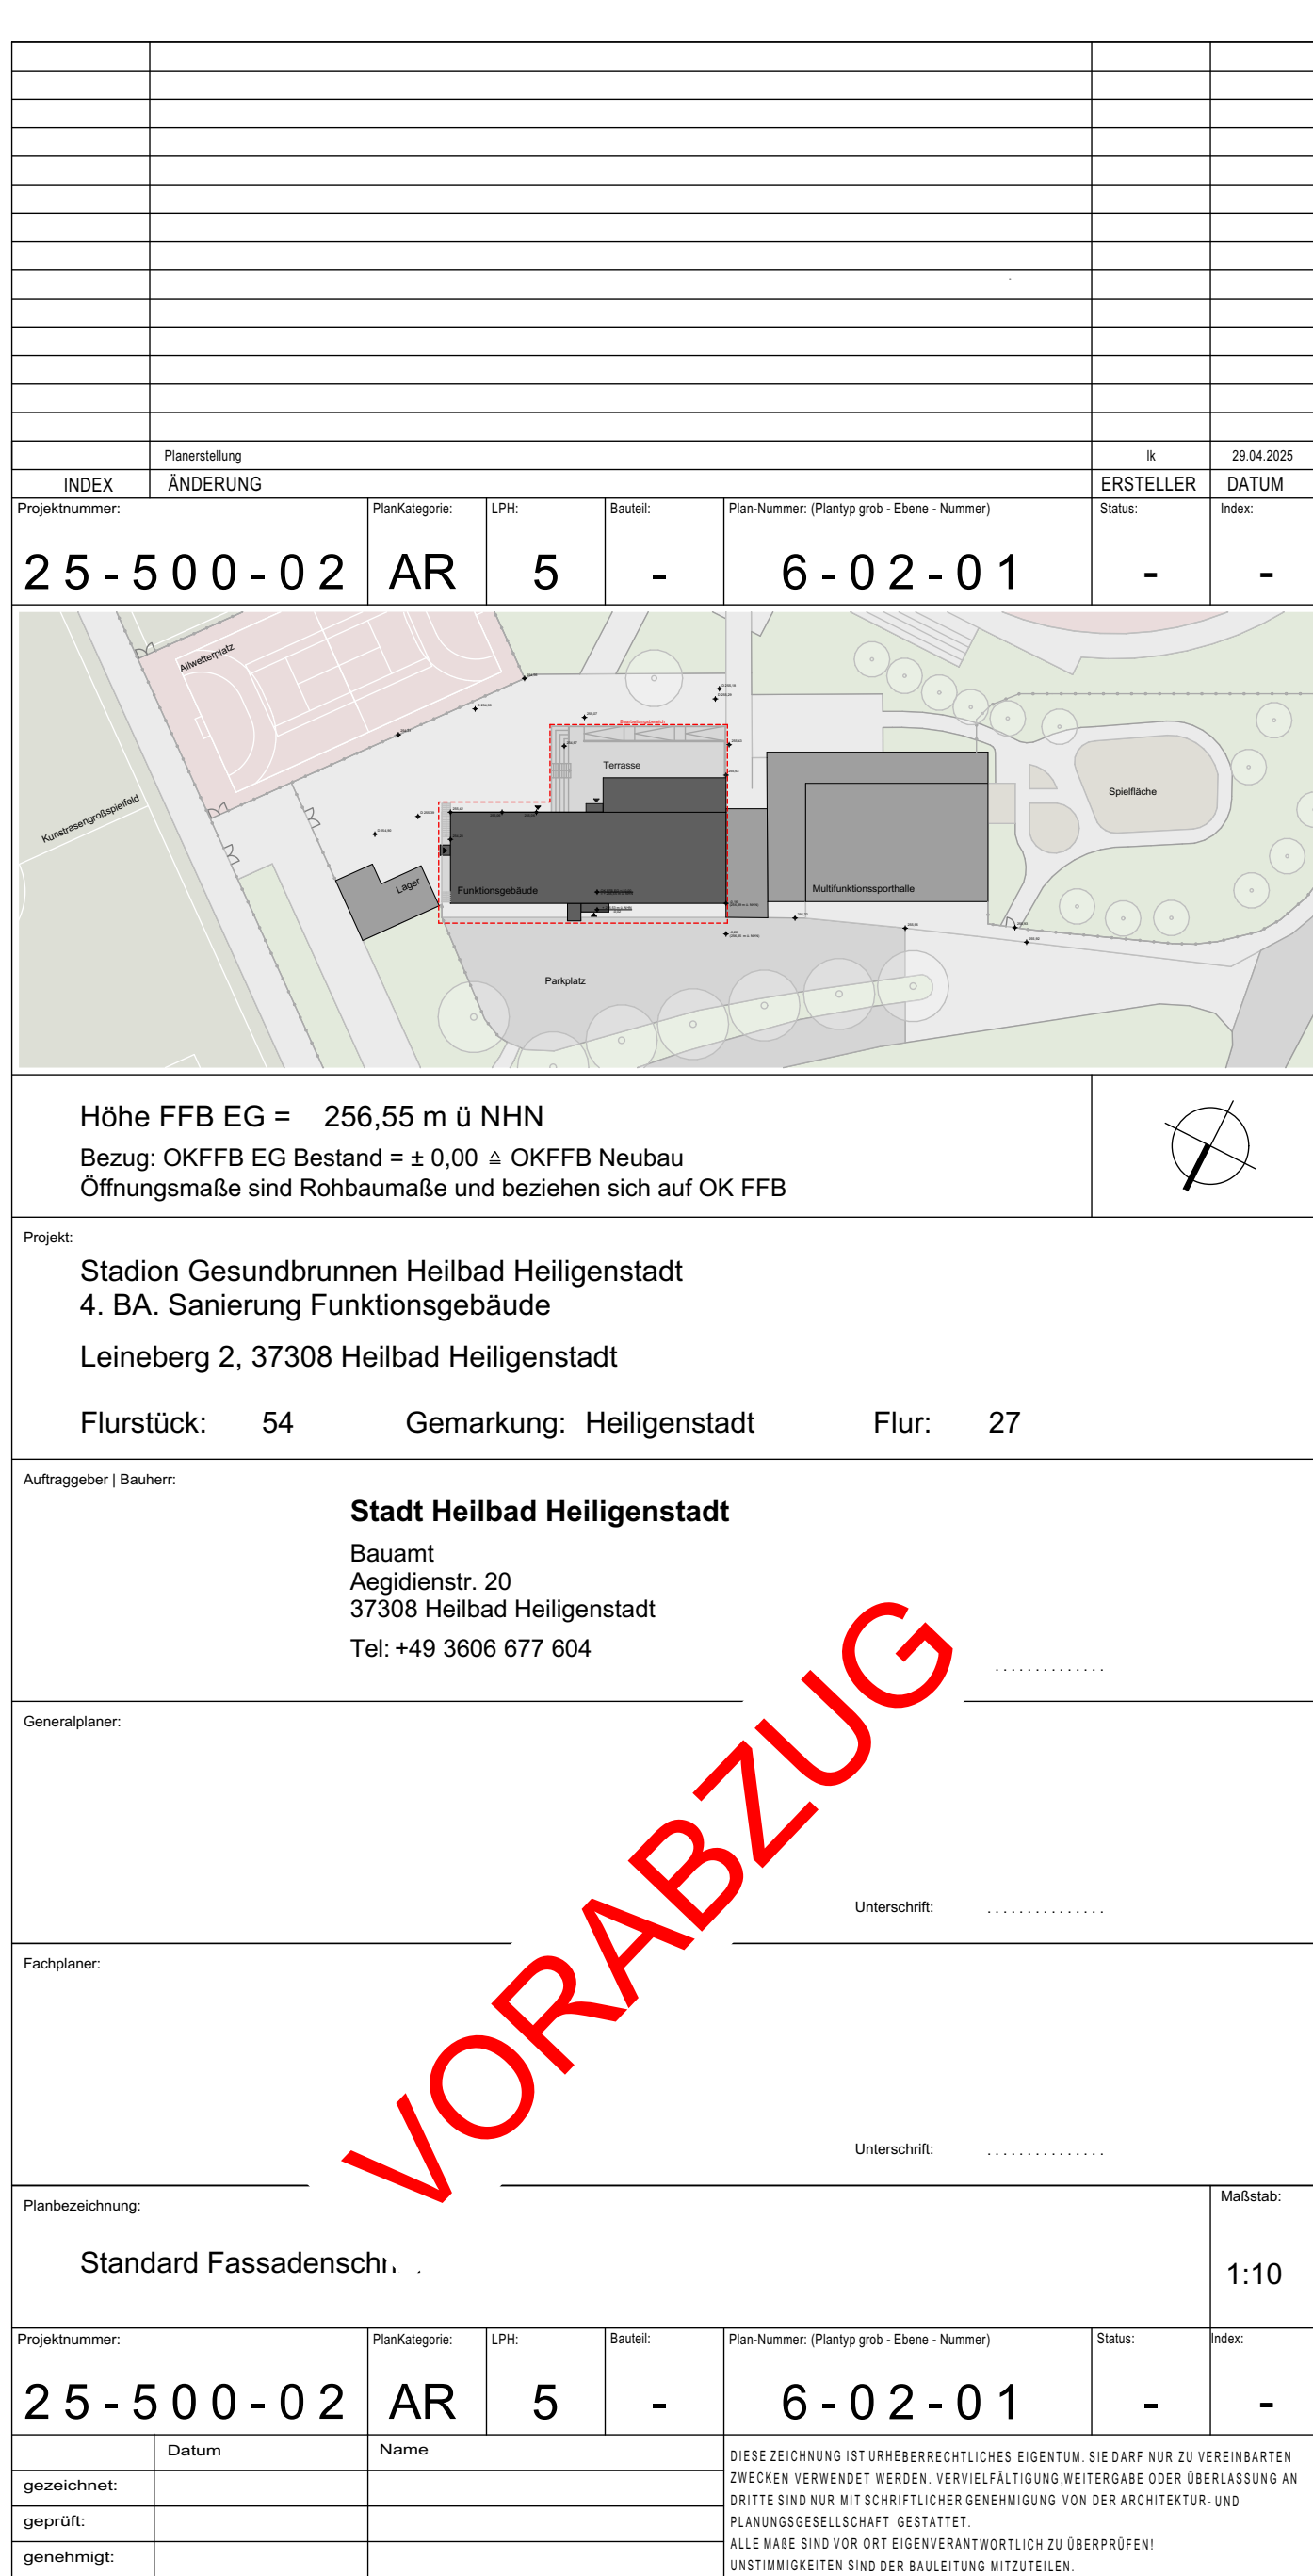 Planerstellung lk 29.04.2025
INDEX ÄNDERUNG ERSTELLER DATUM
Projektnummer: PlanKategorie: LPH: Bauteil: Plan-Nummer: (Plantyp grob - Ebene - Nummer) Status: Index:
25-500-02 AR 5 - 6-02-01 - -
Allwetterplatz
Bearbeitungsbereich
Terrasse
Spielfläche
Kunstrasengroßspielfeld
Lager
Funktionsgebäude
Multifunktionssporthalle
Parkplatz
Höhe FFB EG = 256,55 m ü NHN
Bezug: OKFFB EG Bestand = ± 0,00 ≙ OKFFB Neubau
Öffnungsmaße sind Rohbaumaße und beziehen sich auf OK FFB
Projekt:
Stadion Gesundbrunnen Heilbad Heiligenstadt
4. BA. Sanierung Funktionsgebäude
Leineberg 2, 37308 Heilbad Heiligenstadt
Flurstück: 54 Gemarkung: Heiligenstadt Flur: 27
Auftraggeber | Bauherr:
Stadt Heilbad Heiligenstadt
Bauamt
Aegidienstr. 20
37308 Heilbad Heiligenstadt
Tel: +49 3606 677 604
..............
VORABZUG
Generalplaner:
Unterschrift: ...............
Fachplaner:
Unterschrift: ...............
Planbezeichnung: Maßstab:
Standard
1:10
Projektnummer: PlanKategorie: LPH: Bauteil: Plan-Nummer: (Plantyp grob - Ebene - Nummer) Status: Index:
25-500-02 AR 5 - 6-02-01 - -
Datum Name
gezeichnet:
geprüft:
genehmigt:
DIESE ZEICHNUNG IST URHEBERRECHTLICHES EIGENTUM. SIE DARF NUR ZU VEREINBARTEN
ZWECKEN VERWENDET WERDEN. VERVIELFÄLTIGUNG,WEITERGABE ODER ÜBERLASSUNG AN
DRITTE SIND NUR MIT SCHRIFTLICHER GENEHMIGUNG VON DER ARCHITEKTUR- UND
PLANUNGSGESELLSCHAFT GESTATTET.
ALLE MAßE SIND VOR ORT EIGENVERANTWORTLICH ZU ÜBERPRÜFEN!
UNSTIMMIGKEITEN SIND DER BAULEITUNG MITZUTEILEN.